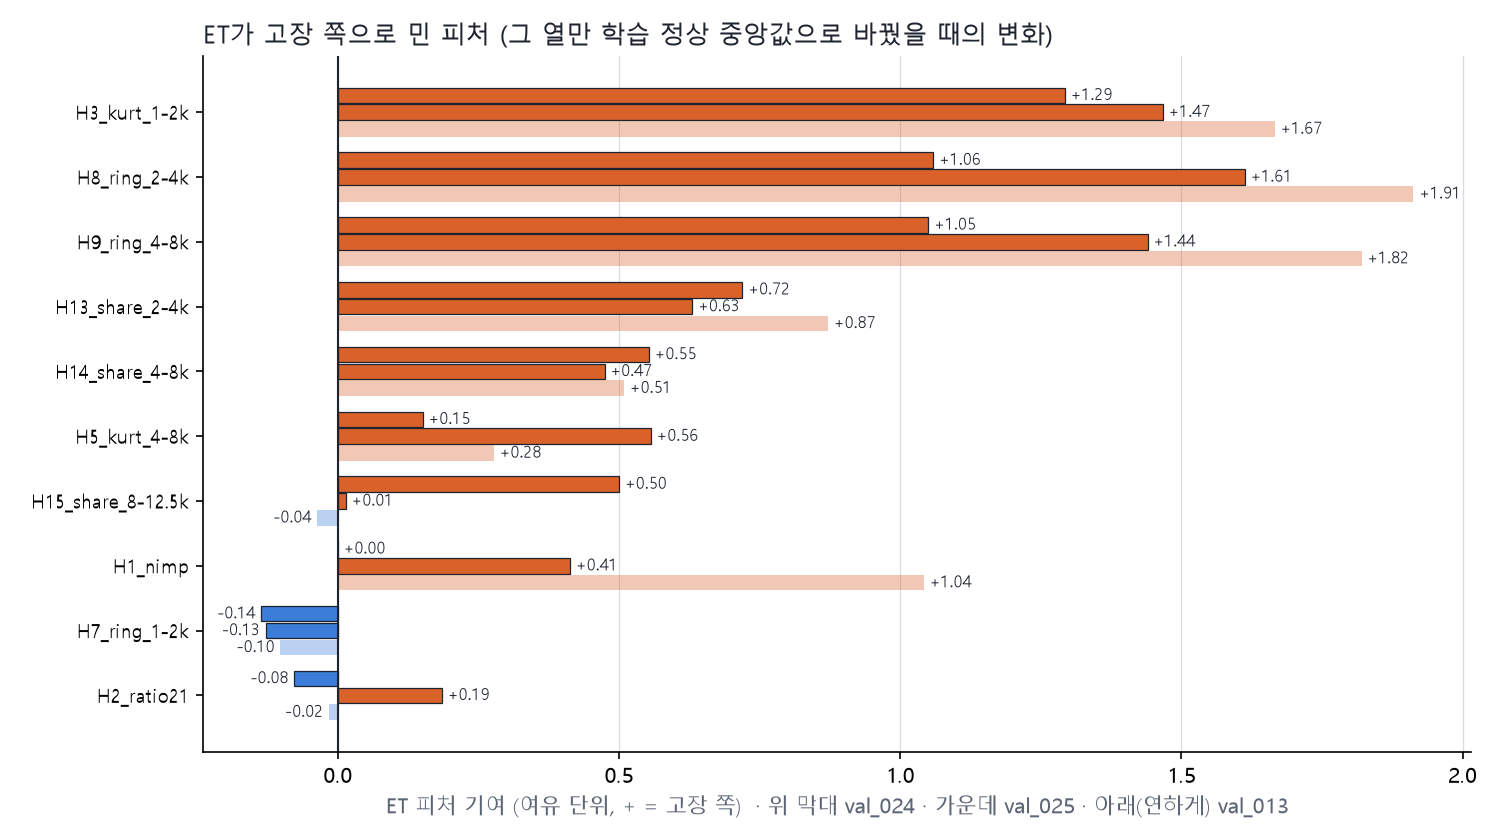 ET가 고장 쪽으로 민 피처 (그 열만 학습 정상 중앙값으로 바꿨을 때의 변화)
H3_kurt_1-2k
+1.29
+1.47
+1.67
H8_ring_2-4k
+1.06
+1.61
+1.91
H9_ring_4-8k
+1.05
+1.44
+1.82
H13_share_2-4k
+0.72
+0.63
+0.87
H14_share_4-8k
+0.55
+0.47
+0.51
H5_kurt_4-8k
+0.15
+0.56
+0.28
H15_share_8-12.5k
+0.50
+0.01
-0.04
H1_nimp
+0.00
+0.41
+1.04
H7_ring_1-2k
-0.14
-0.13
-0.10
H2_ratio21
-0.08
+0.19
-0.02
0.0 0.5 1.0 1.5 2.0
ET 피처 기여 (여유 단위, + = 고장 쪽) · 위 막대 val_024 · 가운데 val_025 · 아래(연하게) val_013